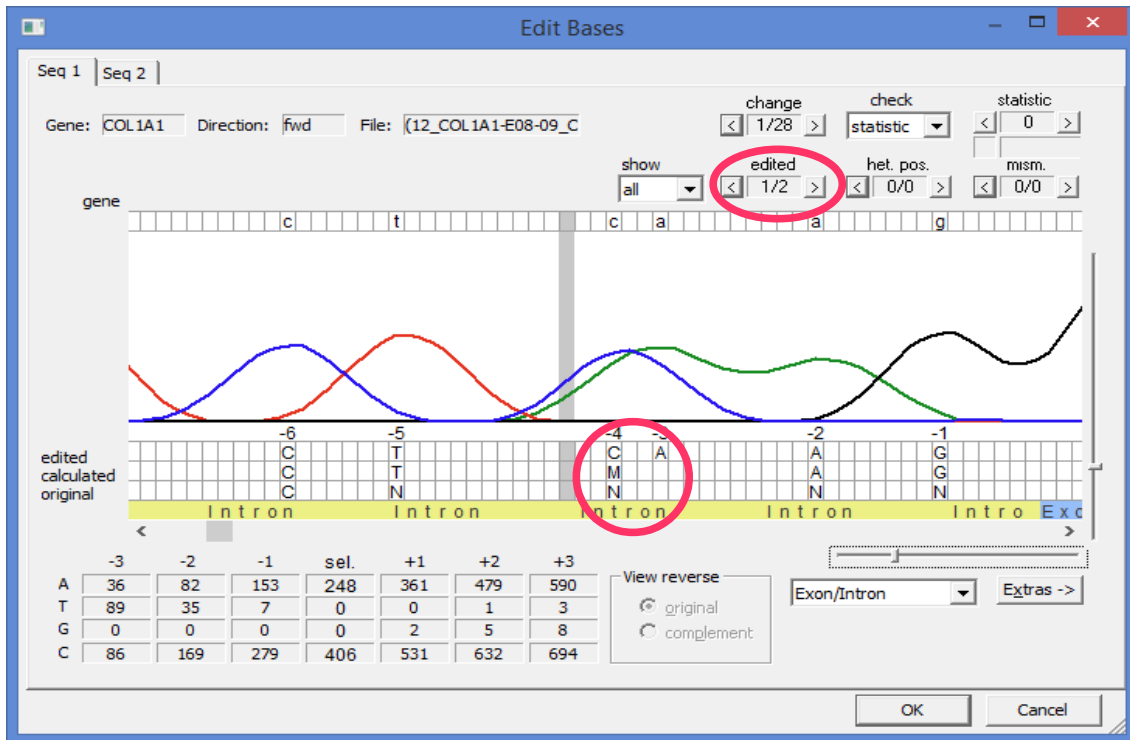 Edit Bases
Seq 1 Seq 2
change check statistic
Gene: COL1A1 Direction: fwd File: (12_COL1A1-E08-09_C < 1/28 > statistic < 0 >
show edited het. pos. mism.
all < 1/2 > < 0/0 > < 0/0 >
gene
c t c a a g
-6 -5 -4 -3 -2 -1
edited C T C A A G
calculated C T M A G
original C N N N N
Intron Intron Intron Intron Intro Exc
< >
-3 -2 -1 sel. +1 +2 +3
A 36 82 153 248 361 479 590
T 89 35 7 0 0 1 3
G 0 0 0 0 2 5 8
C 86 169 279 406 531 632 694
View reverse
original
complement
Exon/Intron Extras ->
OK Cancel